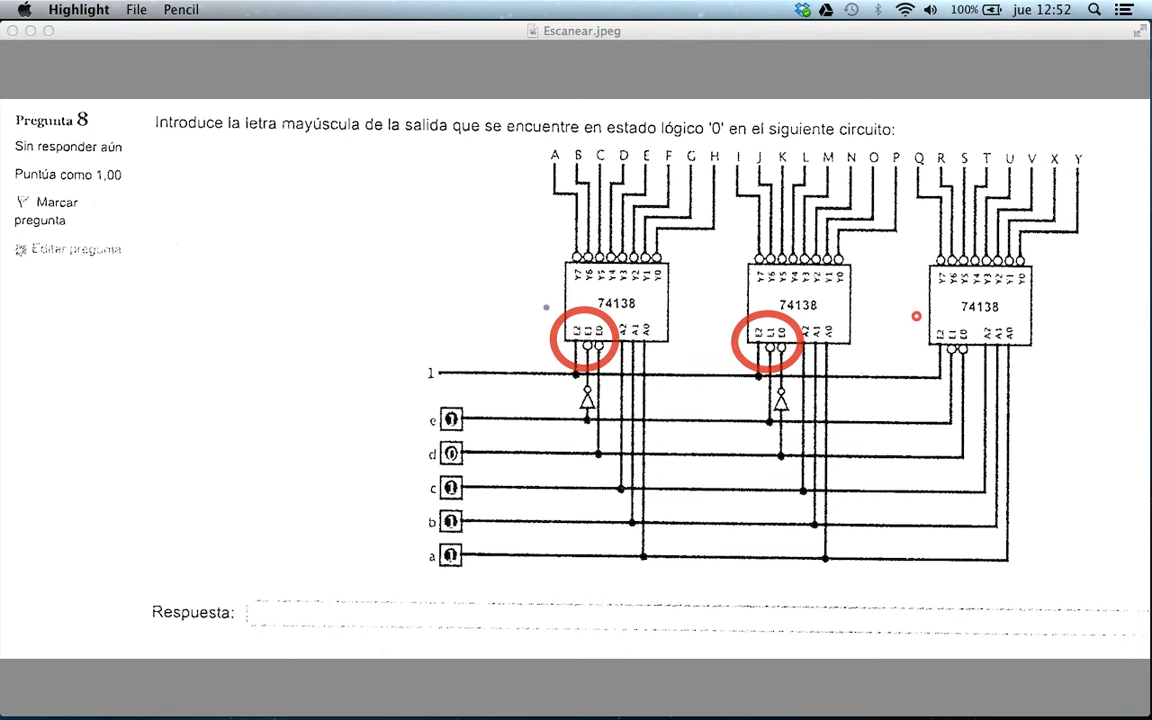 Highlight File Pencil 100% jue 12:52
Escanear.jpeg
Pregunta 8
Sin responder aún
Puntúa como 1,00
Marcar
pregunta
Editar pregunta
Introduce la letra mayúscula de la salida que se encuentre en estado lógico '0' en el siguiente circuito:
A B C D E F G H I J K L M N O P Q R S T U V X Y
Y7 Y6 Y5 Y4 Y3 Y2 Y1 Y0 Y7 Y6 Y5 Y4 Y3 Y2 Y1 Y0 Y7 Y6 Y5 Y4 Y3 Y2 Y1 Y0
74138 74138 74138
E2 E1 E0 A2 A1 A0 E2 E1 E0 A2 A1 A0 E2 E1 E0 A2 A1 A0
1
e 1
d 0
c 1
b 1
a 1
Respuesta: